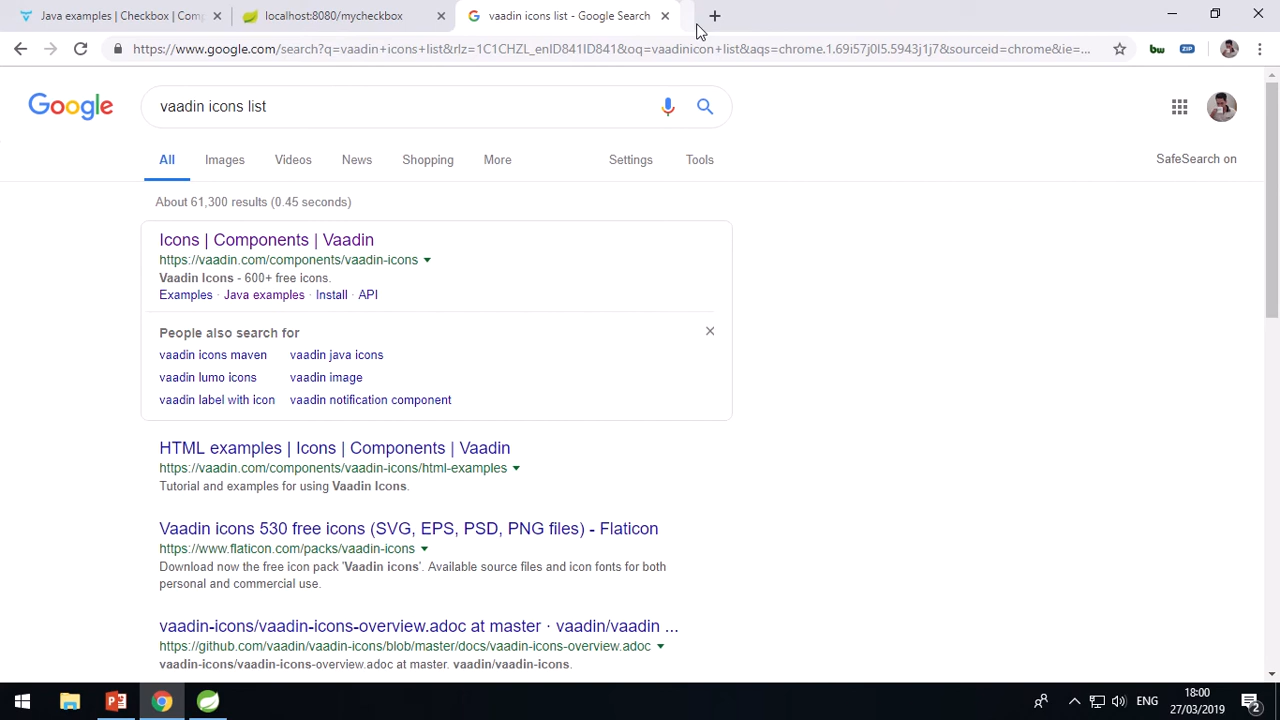 Java examples | Checkbox | Com
localhost:8080/mycheckbox
vaadin icons list - Google Search
https://www.google.com/search?q=vaadin+icons+list&rlz=1C1CHZL_enID841ID841&oq=vaadinicon+list&aqs=chrome.1.69i57j0l5.5943j1j7&sourceid=chrome&ie=...
bw
ZIP
Google
vaadin icons list
All
Images
Videos
News
Shopping
More
Settings
Tools
SafeSearch on
About 61,300 results (0.45 seconds)
Icons | Components | Vaadin
https://vaadin.com/components/vaadin-icons
Vaadin Icons - 600+ free icons.
Examples · Java examples · Install · API
People also search for
vaadin icons maven
vaadin java icons
vaadin lumo icons
vaadin image
vaadin label with icon
vaadin notification component
HTML examples | Icons | Components | Vaadin
https://vaadin.com/components/vaadin-icons/html-examples
Tutorial and examples for using Vaadin Icons.
Vaadin icons 530 free icons (SVG, EPS, PSD, PNG files) - Flaticon
https://www.flaticon.com/packs/vaadin-icons
Download now the free icon pack 'Vaadin icons'. Available source files and icon fonts for both
personal and commercial use.
vaadin-icons/vaadin-icons-overview.adoc at master · vaadin/vaadin ...
https://github.com/vaadin/vaadin-icons/blob/master/docs/vaadin-icons-overview.adoc
vaadin-icons/vaadin-icons-overview.adoc at master. vaadin/vaadin-icons.
ENG
18:00
27/03/2019
2